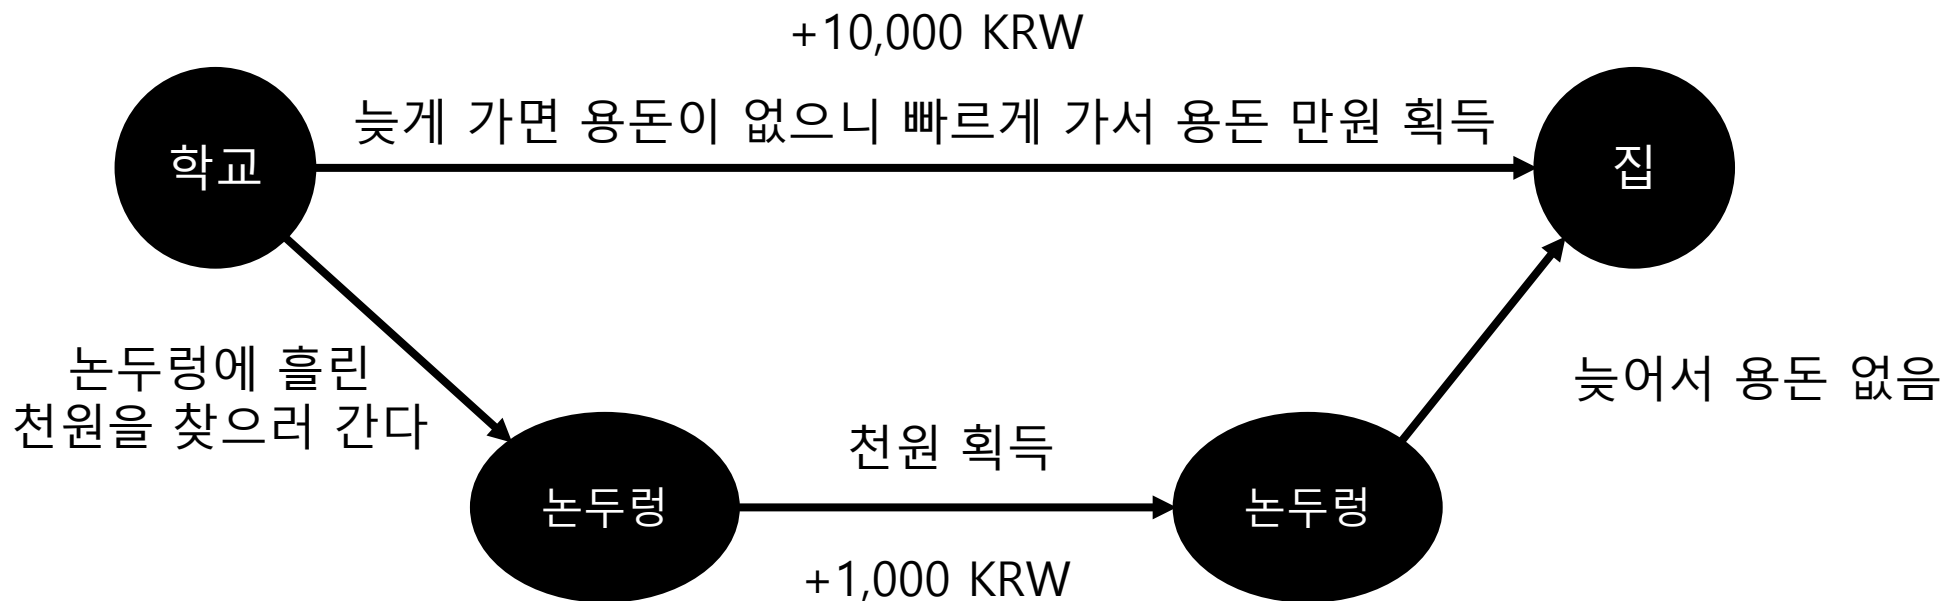 +10,000 KRW
늦게 가면 용돈이 없으니 빠르게 가서 용돈 만원 획득
학교
집
논두렁에 흘린
천원을 찾으러 간다
늦어서 용돈 없음
천원 획득
논두렁
논두렁
+1,000 KRW